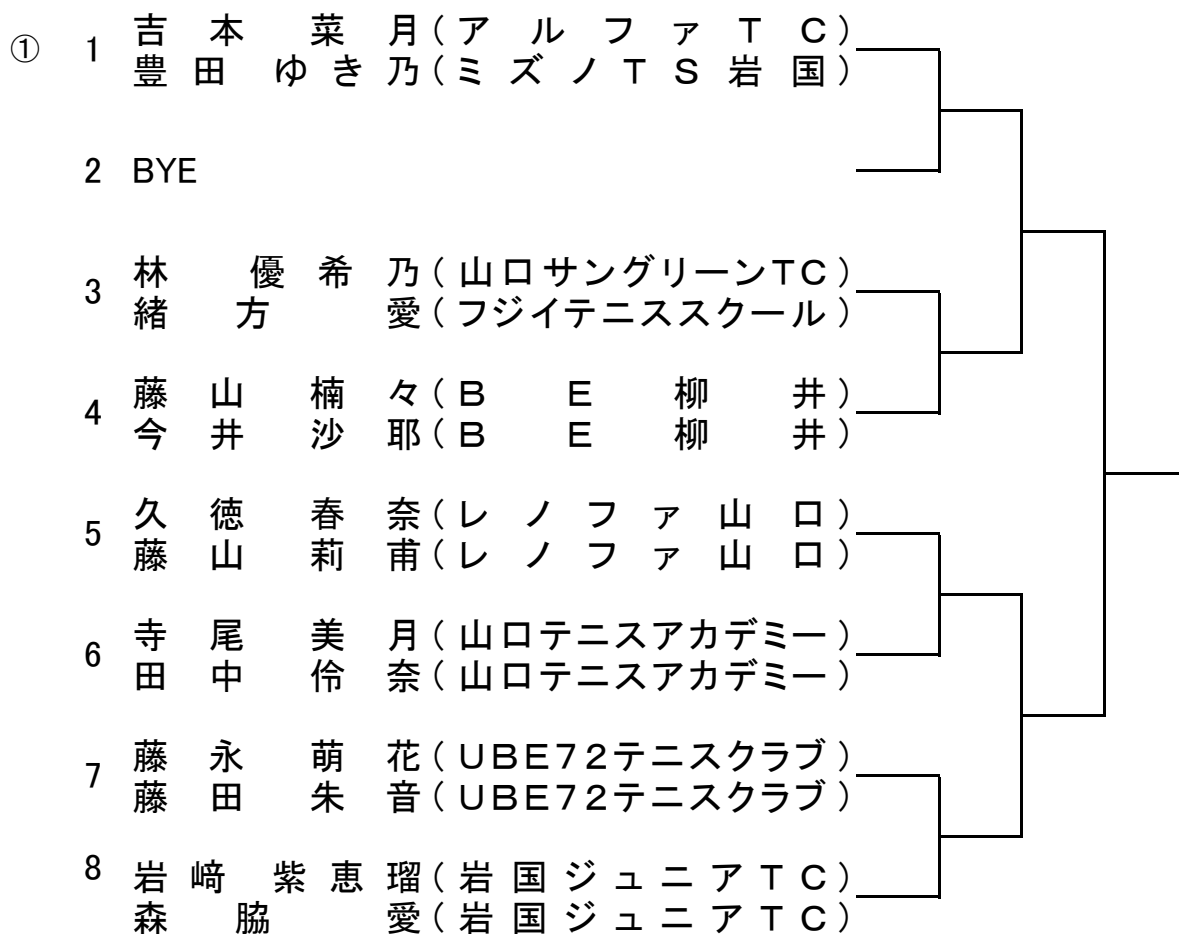 ① 1 吉本菜月(アルファTC)
豊田ゆき乃(ミズノTS岩国)
2 BYE
3 林優希乃(山口サングリーンTC)
緒方愛(フジイテニススクール)
4 藤山楠々(BE柳井)
今井沙耶(BE柳井)
5 久徳春奈(レノファ山口)
藤山莉甫(レノファ山口)
6 寺尾美月(山口テニスアカデミー)
田中伶奈(山口テニスアカデミー)
7 藤永萌花(UBE72テニスクラブ)
藤田朱音(UBE72テニスクラブ)
8 岩﨑紫恵瑠(岩国ジュニアTC)
森脇愛(岩国ジュニアTC)